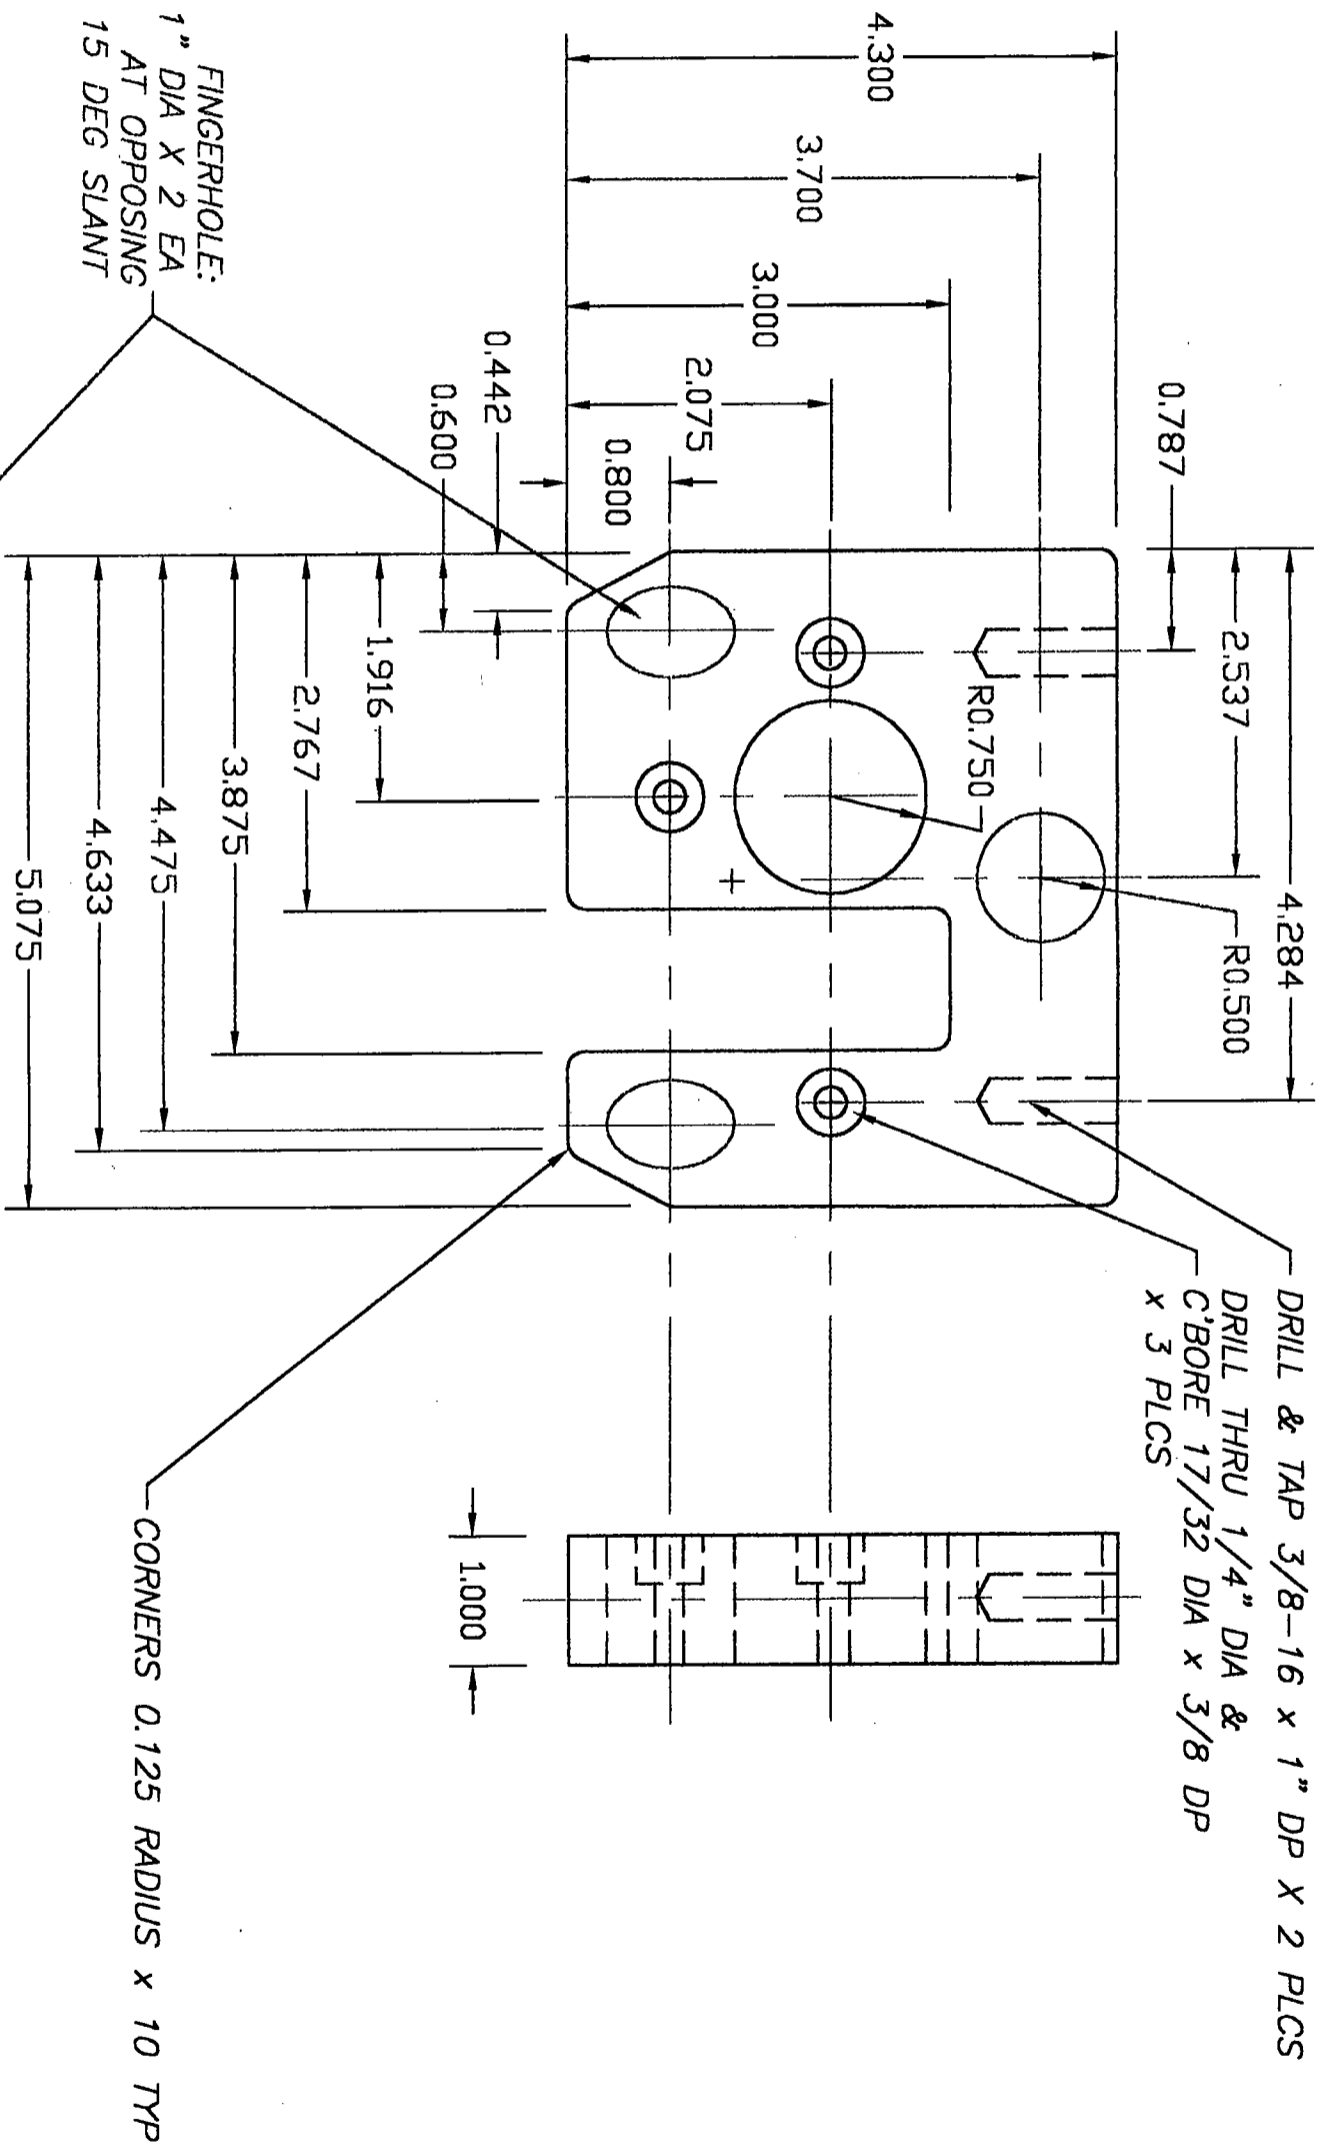 DRILL & TAP 3/8-16 x 1" DP X 2 PLCS
DRILL THRU 1/4" DIA &
C'BORE 17/32 DIA x 3/8 DP
x 3 PLCS
4.284
2.537
0.787
R0.500
R0.750
4.300
3.700
3.000
2.075
0.800
0.442
0.600
1.916
2.767
3.875
4.475
4.633
5.075
1.000
FINGERHOLE:
1" DIA X 2 EA
AT OPPOSING
15 DEG SLANT
CORNERS 0.125 RADIUS x 10 TYP